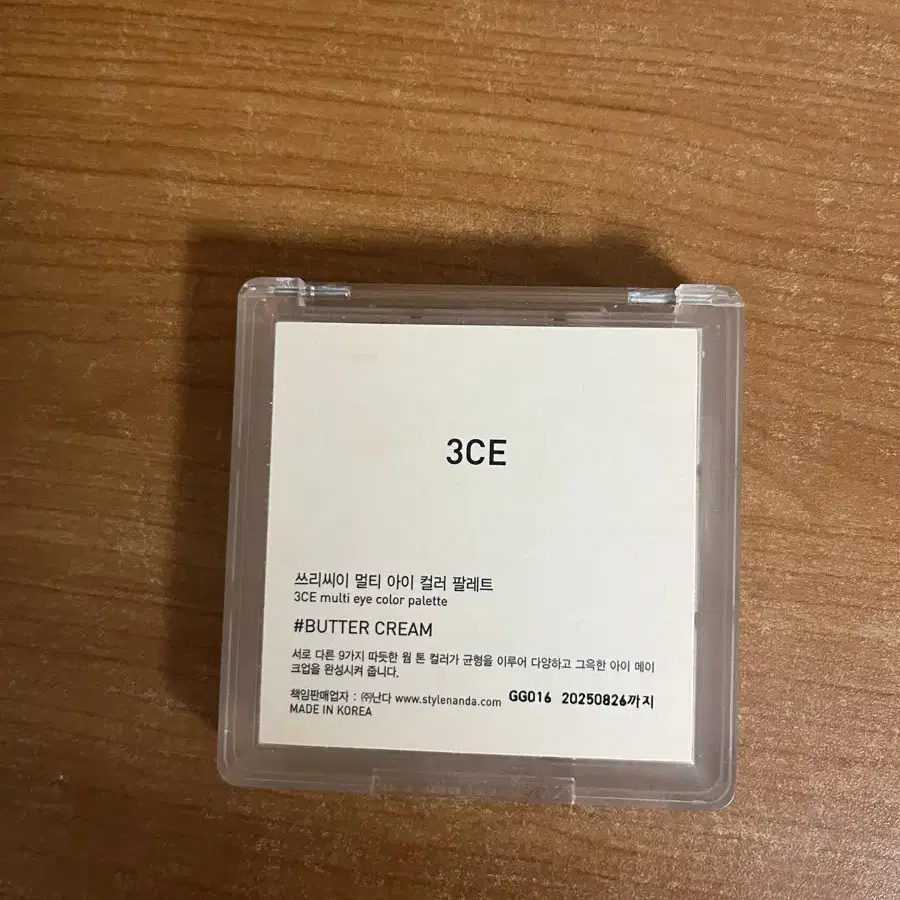 3CE
쓰리씨이 멀티 아이 컬러 팔레트
3CE multi eye color palette
#BUTTER CREAM
서로 다른 9가지 따뜻한 웜 톤 컬러가 균형을 이루어 다양하고 그윽한 아이 메이
크업을 완성시켜 줍니다.
책임판매업자 : ㈜난다 www.stylenanda.com GG016 20250826까지
MADE IN KOREA